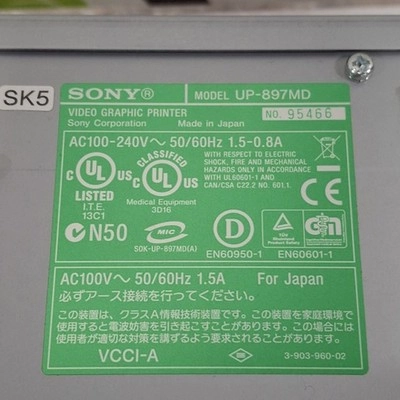 SK5
SONY® MODEL UP-897MD
VIDEO GRAPHIC PRINTER NO. 95466
Sony Corporation Made in Japan
AC100-240V～ 50/60Hz 1.5-0.8A
C UL US LISTED
I.T.E.
13C1
CLASSIFIED C UL US
Medical Equipment
3D16
WITH RESPECT TO ELECTRIC
SHOCK, FIRE AND MECHANICAL
HAZARDS ONLY IN ACCORDANCE
WITH UL60601-1 AND
CAN/CSA C22.2 NO. 601.1.
N50
MIC
SOK-UP-897MD(A)
D
EN60950-1
EN60601-1
AC100V～ 50/60Hz 1.5A For Japan
必ずアース接続を行ってください。
この装置は、クラスA情報技術装置です。この装置を家庭環境で
使用すると電波妨害を引き起こすことがあります。この場合には
使用者が適切な対策を講ずるよう要求されることがあります。
VCCI-A 3-903-960-02